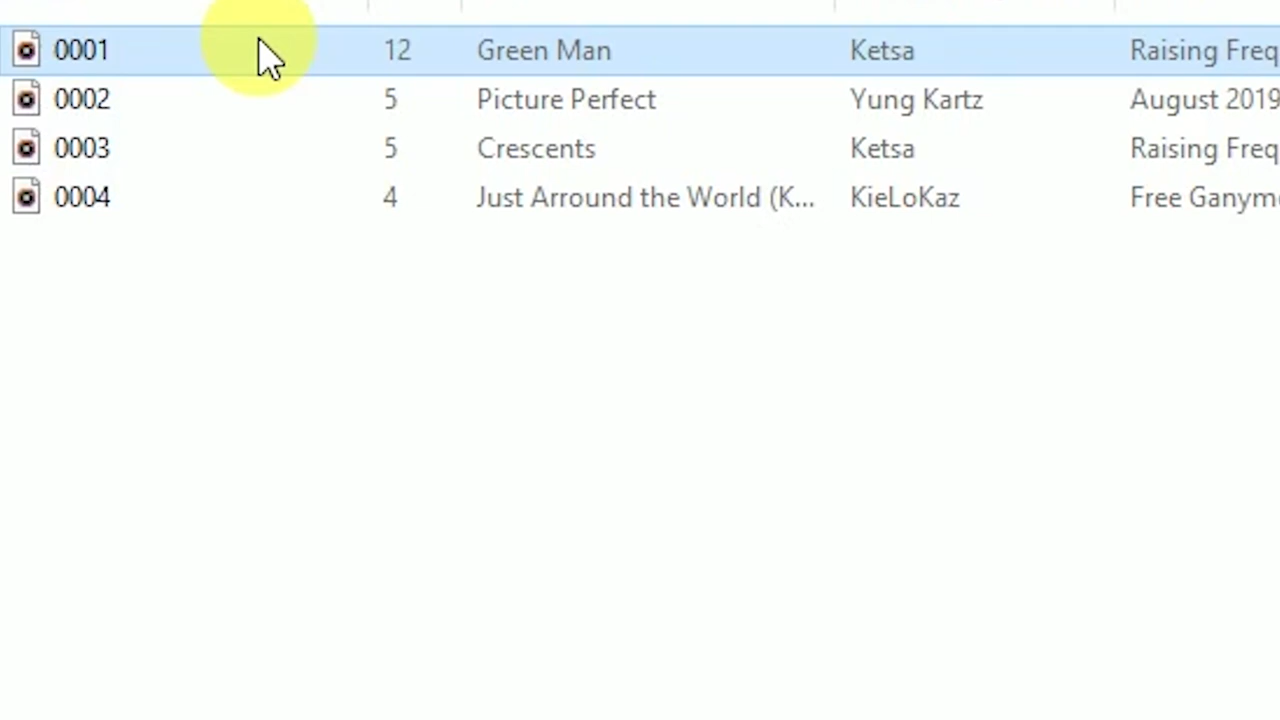 0001 12 Green Man Ketsa Raising Freq
0002 5 Picture Perfect Yung Kartz August 2019
0003 5 Crescents Ketsa Raising Freq
0004 4 Just Arround the World (K... KieLoKaz Free Ganym